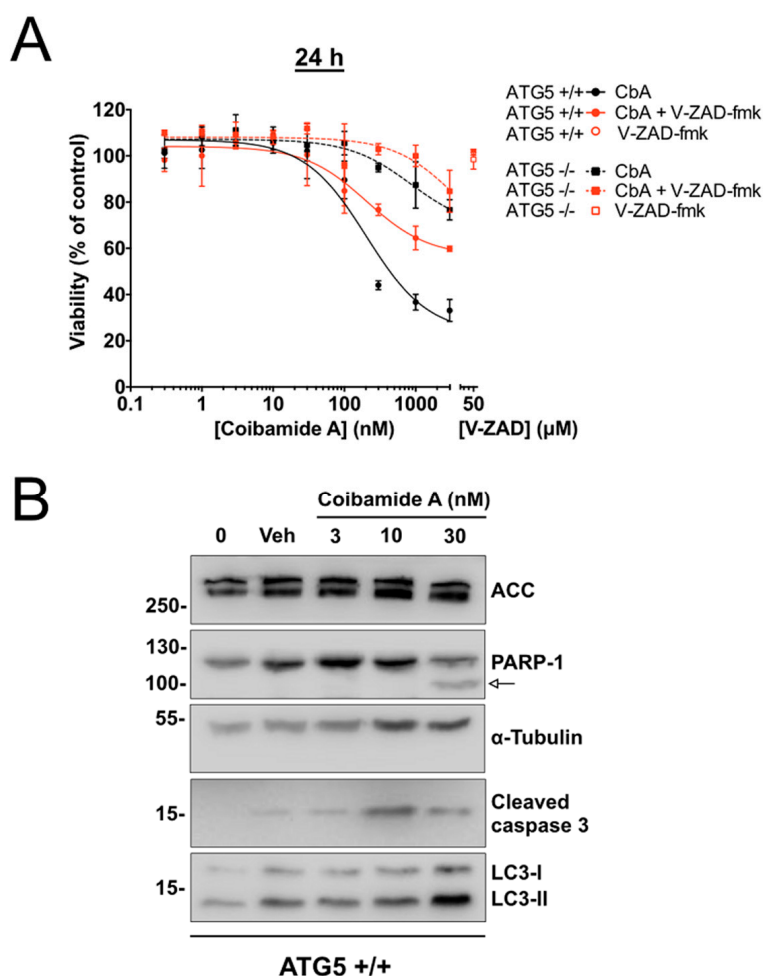 A
24 h
ATG5 +/+ CbA
ATG5 +/+ CbA + V-ZAD-fmk
ATG5 +/+ V-ZAD-fmk
ATG5 -/- CbA
ATG5 -/- CbA + V-ZAD-fmk
ATG5 -/- V-ZAD-fmk
Viability (% of control)
120
100
80
60
40
20
0
0.1 1 10 100 1000 50
[Coibamide A] (nM) [V-ZAD] (µM)
B
Coibamide A (nM)
0 Veh 3 10 30
250- ACC
130-
PARP-1
100-
55-
α-Tubulin
Cleaved
15- caspase 3
LC3-I
15-
LC3-II
ATG5 +/+